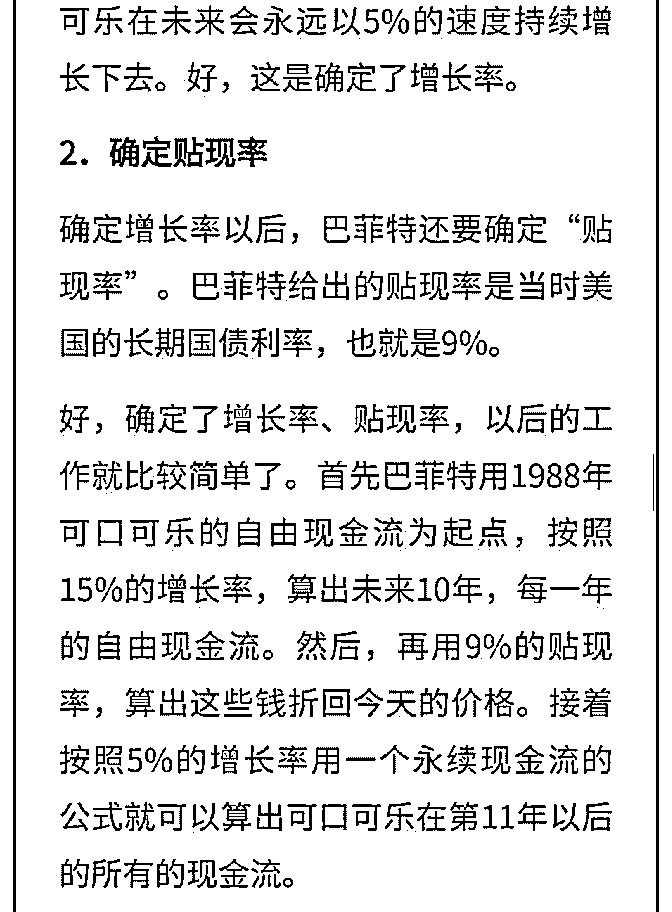 可乐在未来会永远以5%的速度持续增
长下去。好，这是确定了增长率。
2．确定贴现率
确定增长率以后，巴菲特还要确定“贴
现率”。巴菲特给出的贴现率是当时美
国的长期国债利率，也就是9%。
好，确定了增长率、贴现率，以后的工
作就比较简单了。首先巴菲特用1988年
可口可乐的自由现金流为起点，按照
15%的增长率，算出未来10年，每一年
的自由现金流。然后，再用9%的贴现
率，算出这些钱折回今天的价格。接着
按照5%的增长率用一个永续现金流的
公式就可以算出可口可乐在第11年以后
的所有的现金流。